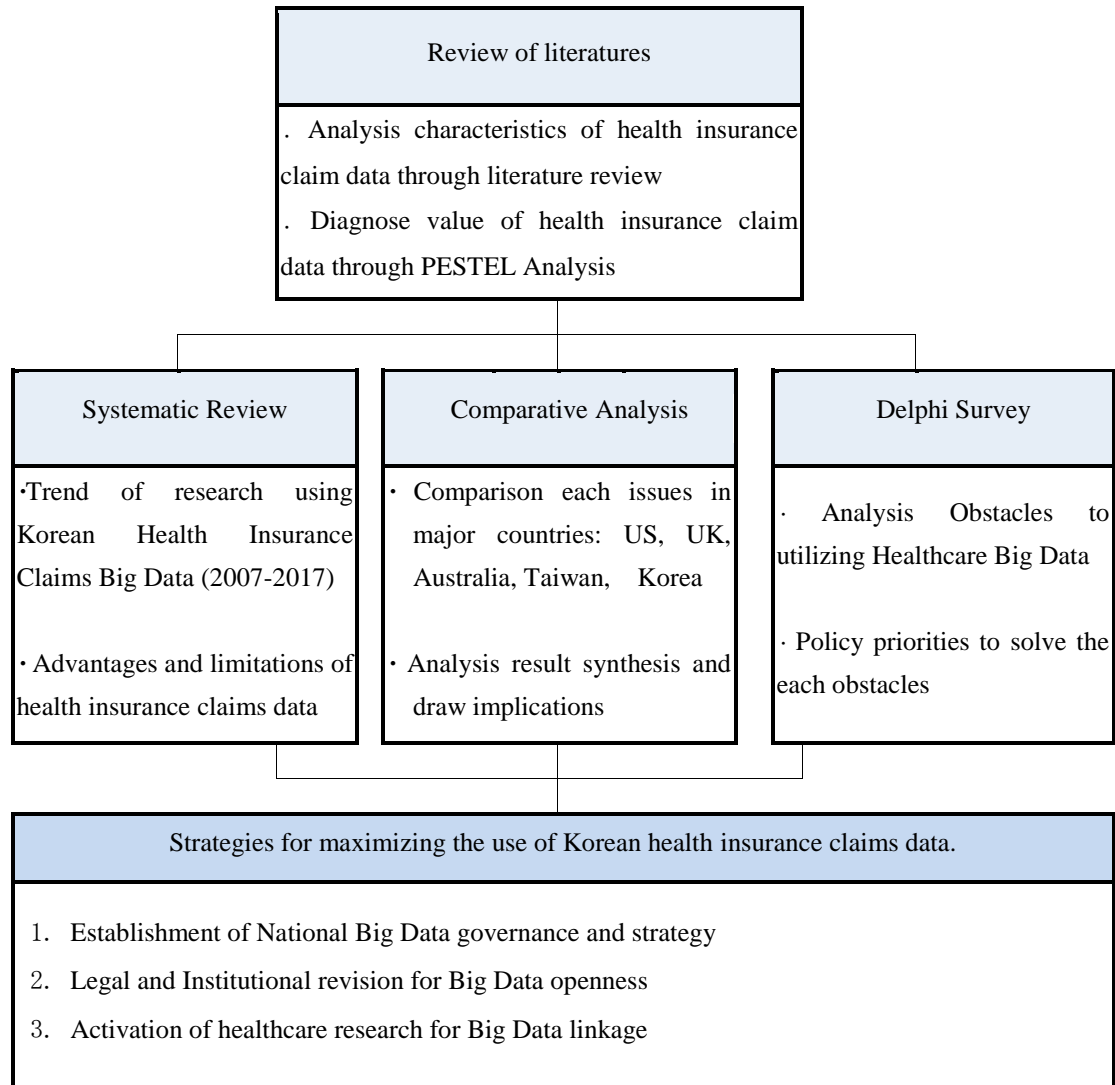 Review of literatures
. Analysis characteristics of health insurance
claim data through literature review
. Diagnose value of health insurance claim
data through PESTEL Analysis
Systematic Review
·Trend of research using
Korean Health Insurance
Claims Big Data (2007-2017)
· Advantages and limitations of
health insurance claims data
Comparative Analysis
· Comparison each issues in
major countries: US, UK,
Australia, Taiwan, Korea
· Analysis result synthesis and
draw implications
Delphi Survey
· Analysis Obstacles to
utilizing Healthcare Big Data
· Policy priorities to solve the
each obstacles
Strategies for maximizing the use of Korean health insurance claims data.
1. Establishment of National Big Data governance and strategy
2. Legal and Institutional revision for Big Data openness
3. Activation of healthcare research for Big Data linkage